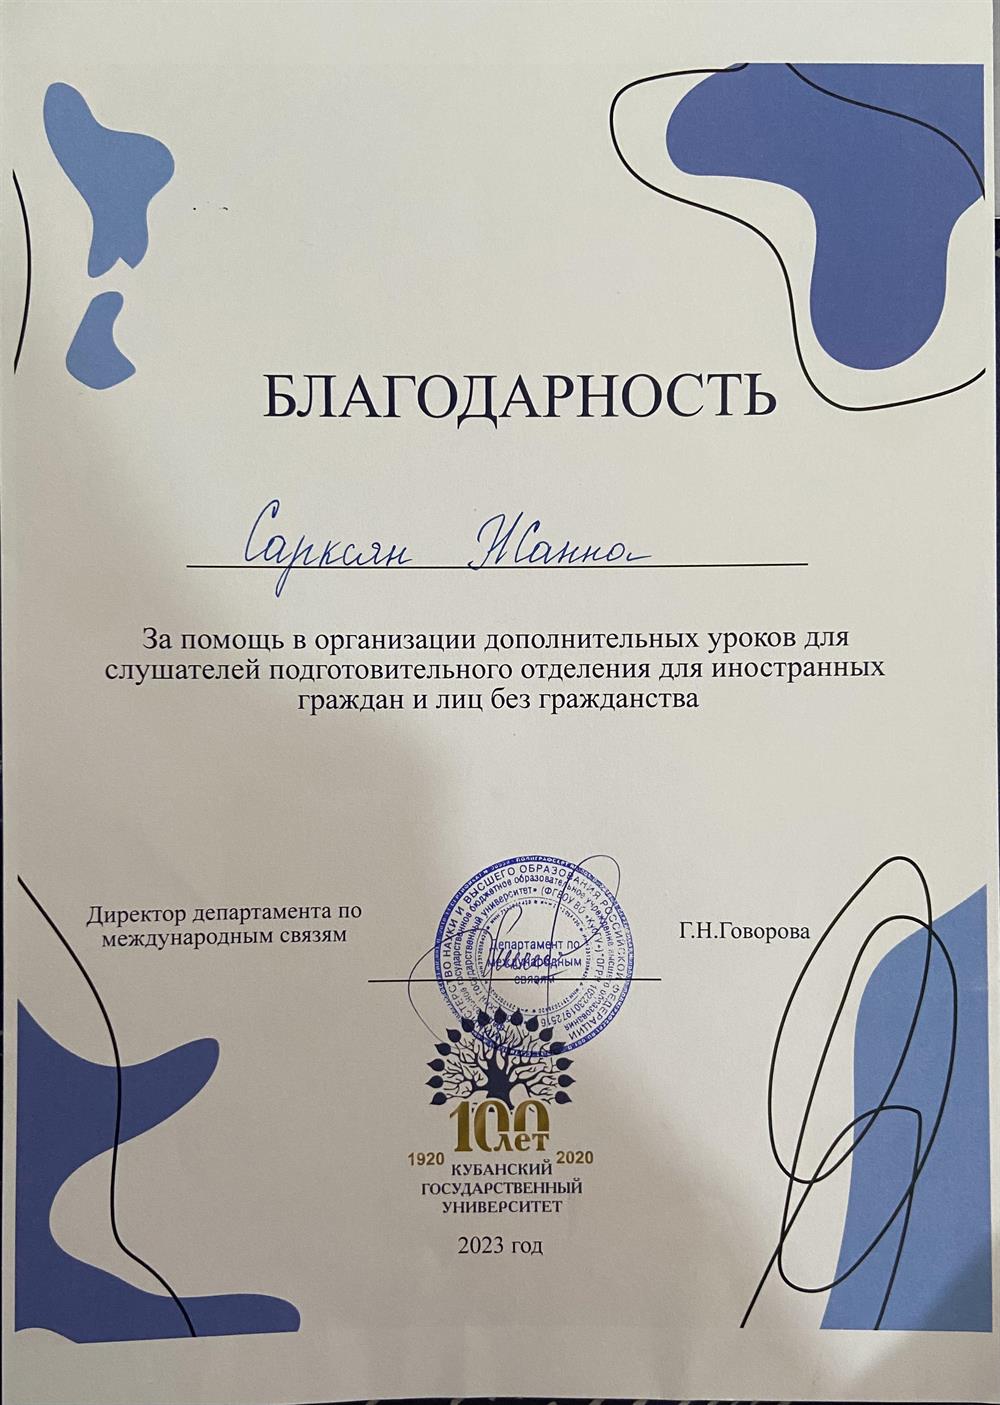 БЛАГОДАРНОСТЬ
Сарксян Жанна
За помощь в организации дополнительных уроков для
слушателей подготовительного отделения для иностранных
граждан и лиц без гражданства
Директор департамента по
международным связям
Департамент по
международным
связям
Г.Н.Говорова
100
лет
1920 2020
КУБАНСКИЙ
ГОСУДАРСТВЕННЫЙ
УНИВЕРСИТЕТ
2023 год